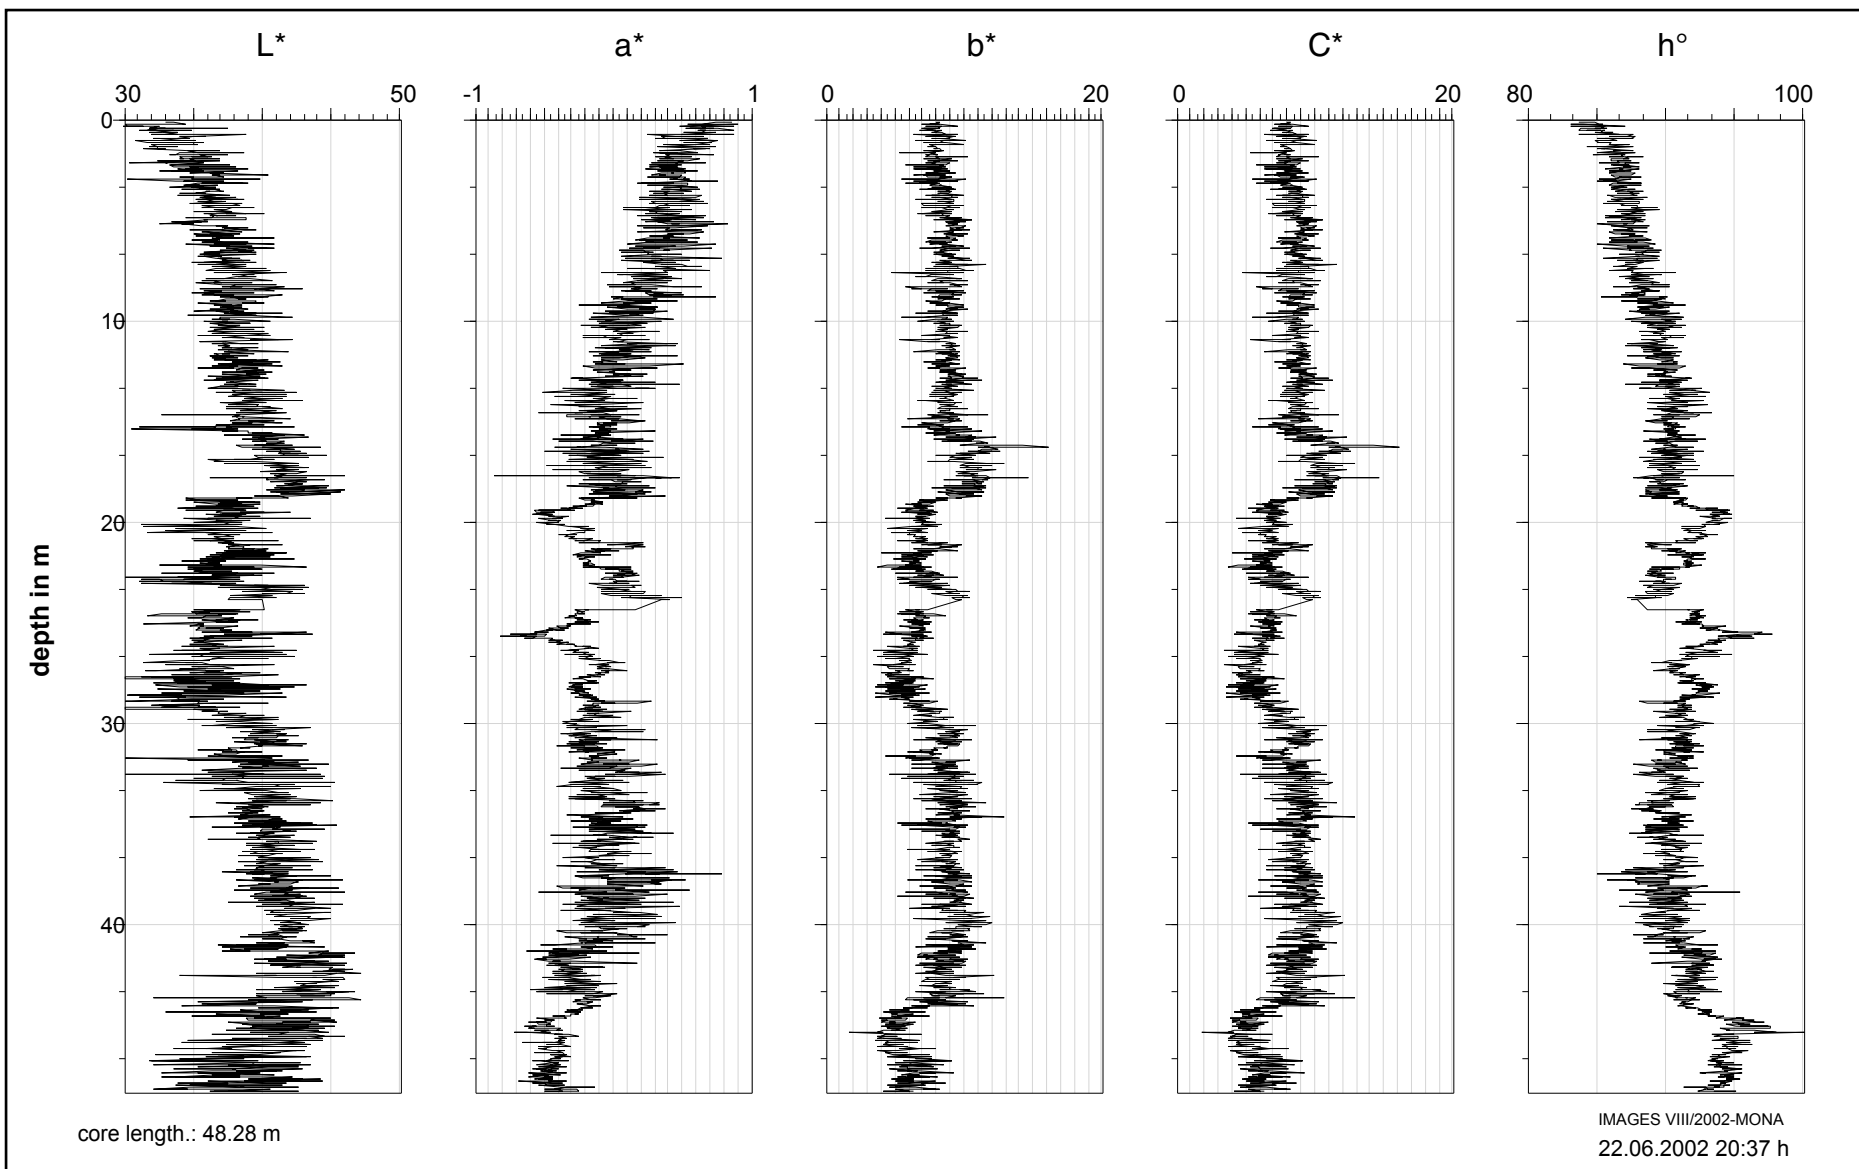 L* a* b* C* h°
30 50 -1 1 0 20 0 20 80 100
0
10
20
30
40
depth in m
core length.: 48.28 m
IMAGES VIII/2002-MONA
22.06.2002 20:37 h